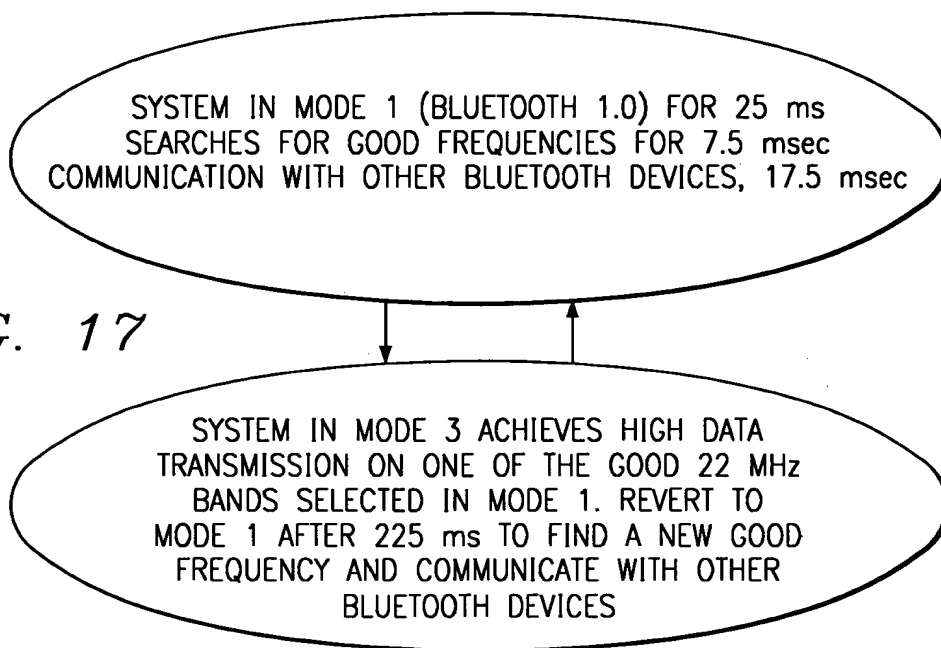 SYSTEM IN MODE 1 (BLUETOOTH 1.0) FOR 25 ms
SEARCHES FOR GOOD FREQUENCIES FOR 7.5 msec
COMMUNICATION WITH OTHER BLUETOOTH DEVICES, 17.5 msec
G. 17
SYSTEM IN MODE 3 ACHIEVES HIGH DATA
TRANSMISSION ON ONE OF THE GOOD 22 MHz
BANDS SELECTED IN MODE 1. REVERT TO
MODE 1 AFTER 225 ms TO FIND A NEW GOOD
FREQUENCY AND COMMUNICATE WITH OTHER
BLUETOOTH DEVICES